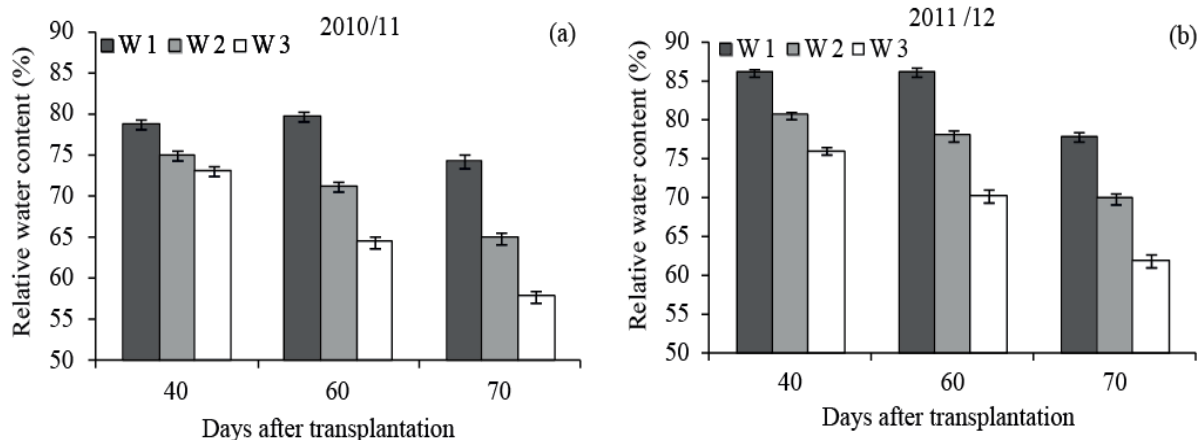 2010/11
(a)
W 1 W 2 W 3
Relative water content (%)
90
85
80
75
70
65
60
55
50
40 60 70
Days after transplantation
2011 /12
(b)
W 1 W 2 W 3
Relative water content (%)
90
85
80
75
70
65
60
55
50
40 60 70
Days after transplantation